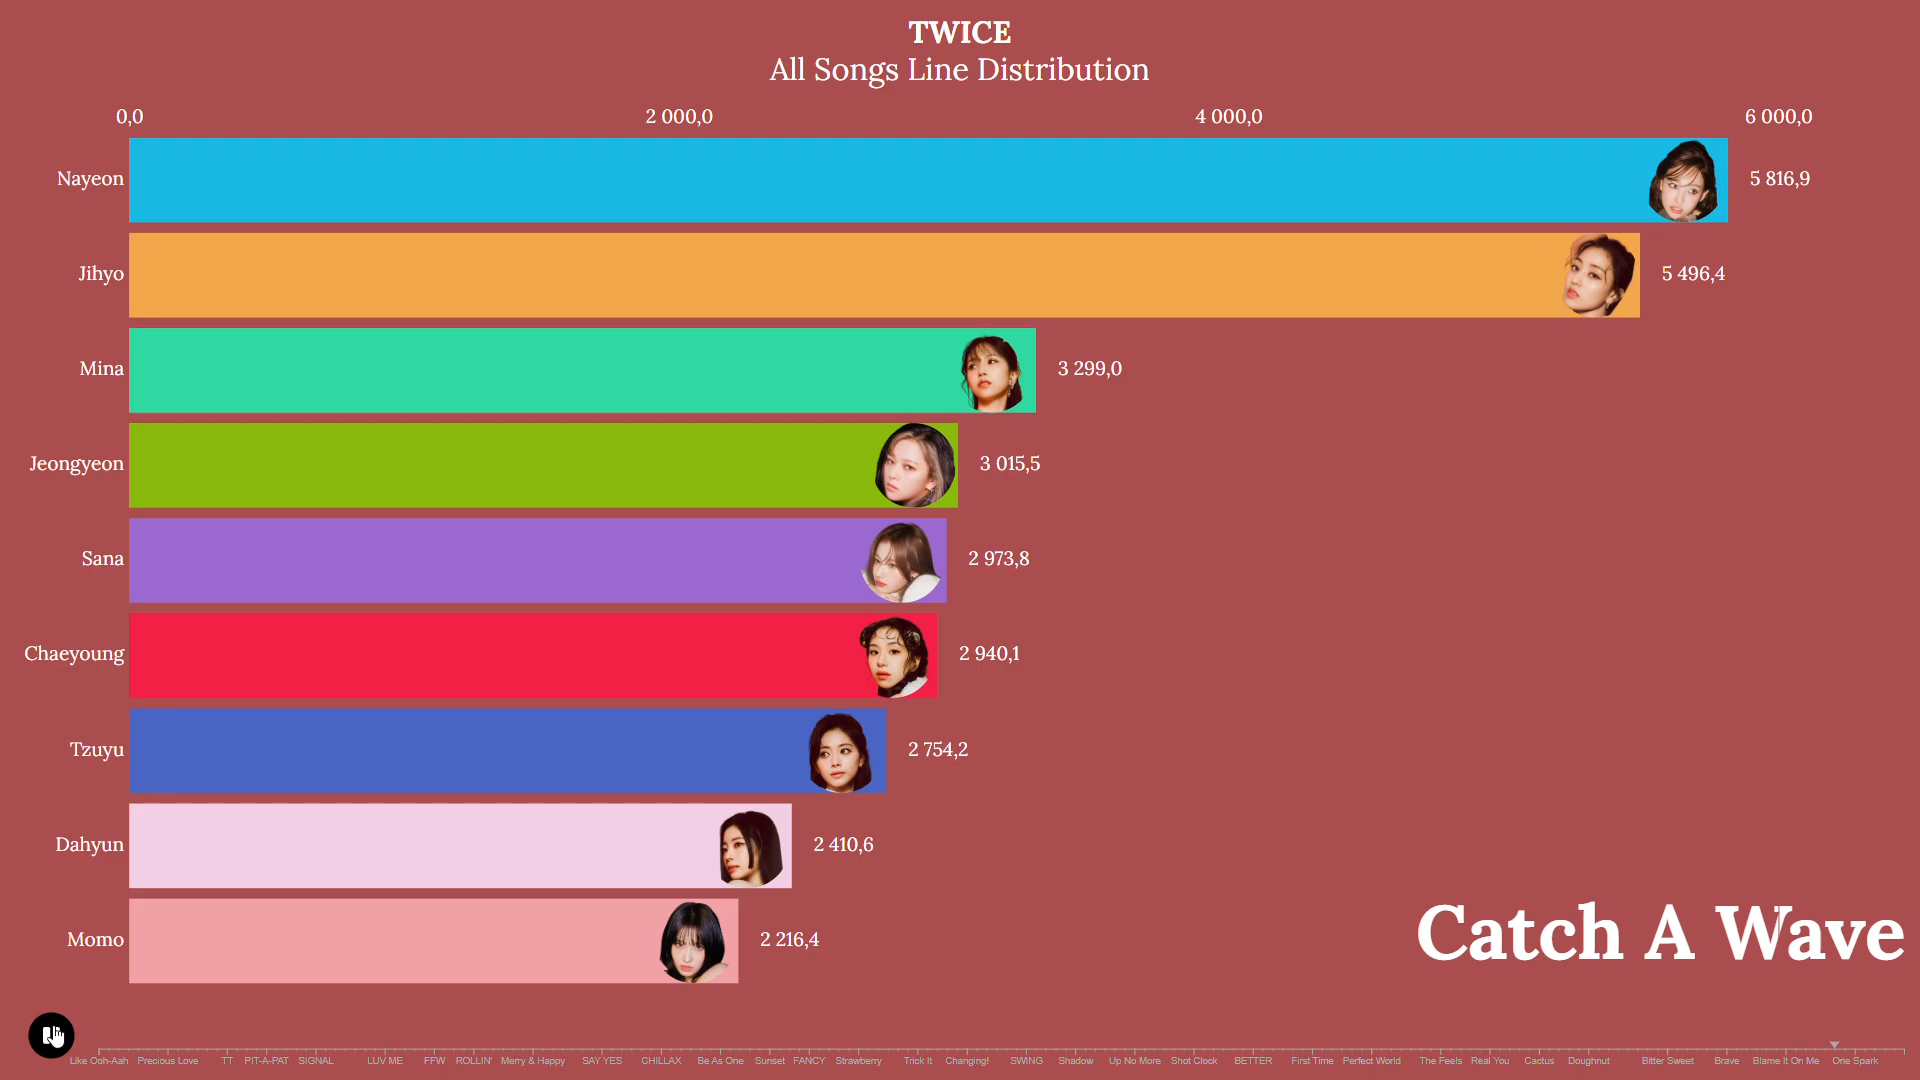 TWICE
All Songs Line Distribution
0,0 2 000,0 4 000,0 6 000,0
Nayeon 5 816,9
Jihyo 5 496,4
Mina 3 299,0
Jeongyeon 3 015,5
Sana 2 973,8
Chaeyoung 2 940,1
Tzuyu 2 754,2
Dahyun 2 410,6
Momo 2 216,4
Catch A Wave
Like Ooh-Aah Precious Love TT PIT-A-PAT SIGNAL LUV ME FFW ROLLIN' Merry & Happy SAY YES CHILLAX Be As One Sunset FANCY Strawberry Trick It Changing! SWING Shadow Up No More Shot Clock BETTER First Time Perfect World The Feels Real You Cactus Doughnut Bitter Sweet Brave Blame It On Me One Spark